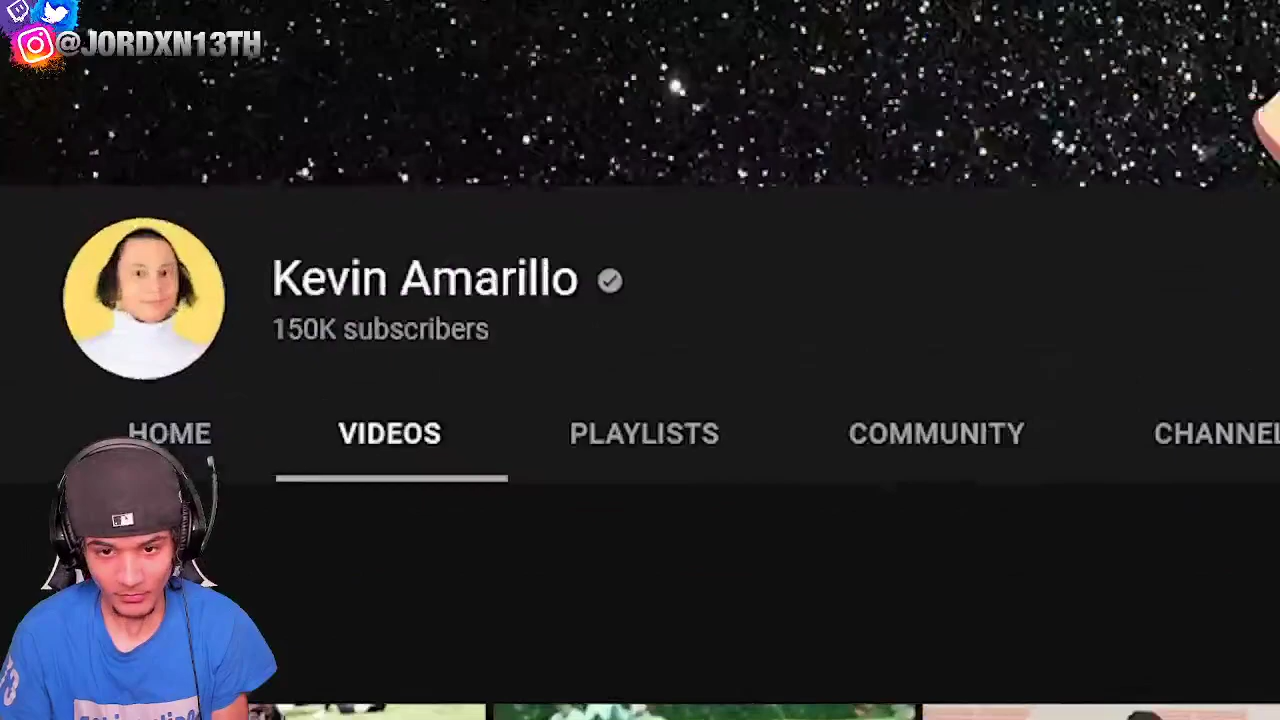 @JORDXN13TH
Kevin Amarillo
150K subscribers
HOME
VIDEOS
PLAYLISTS
COMMUNITY
CHANNEL